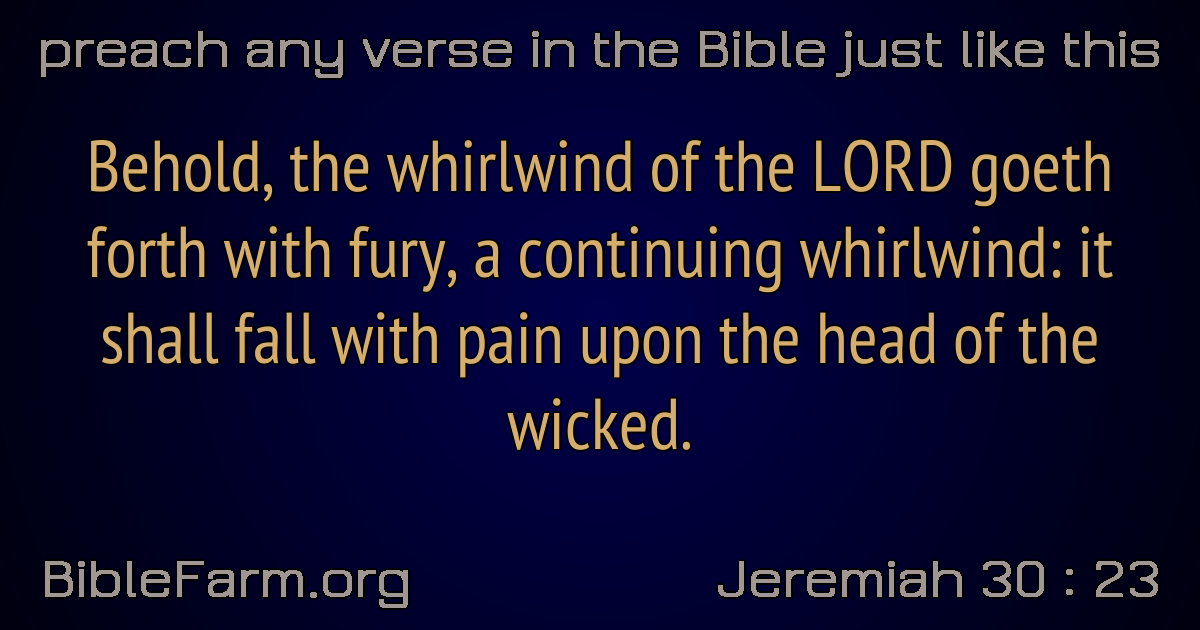 preach any verse in the Bible just like this
Behold, the whirlwind of the LORD goeth
forth with fury, a continuing whirlwind: it
shall fall with pain upon the head of the
wicked.
BibleFarm.org
Jeremiah 30 : 23